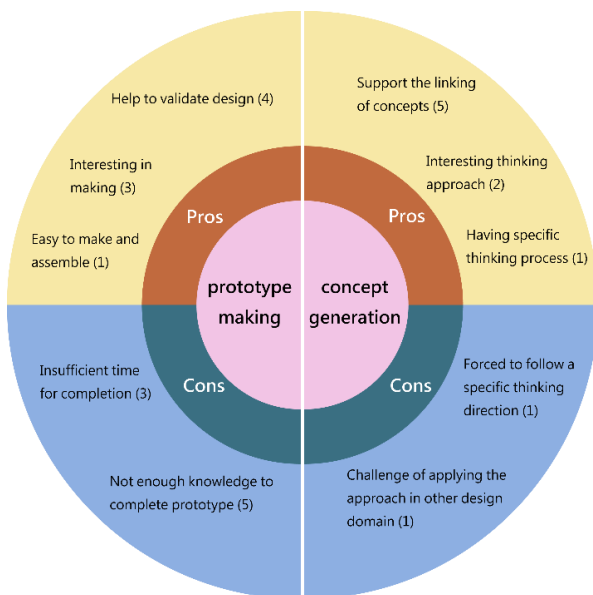 Help to validate design (4)
Interesting in
making (3)
Easy to make and
assemble (1)
Pros
Support the linking
of concepts (5)
Interesting thinking
approach (2)
Having specific
thinking process (1)
Pros
prototype
making
concept
generation
Insufficient time
for completion (3)
Not enough knowledge to
complete prototype (5)
Cons
Forced to follow a
specific thinking
direction (1)
Challenge of applying the
approach in other design
domain (1)
Cons